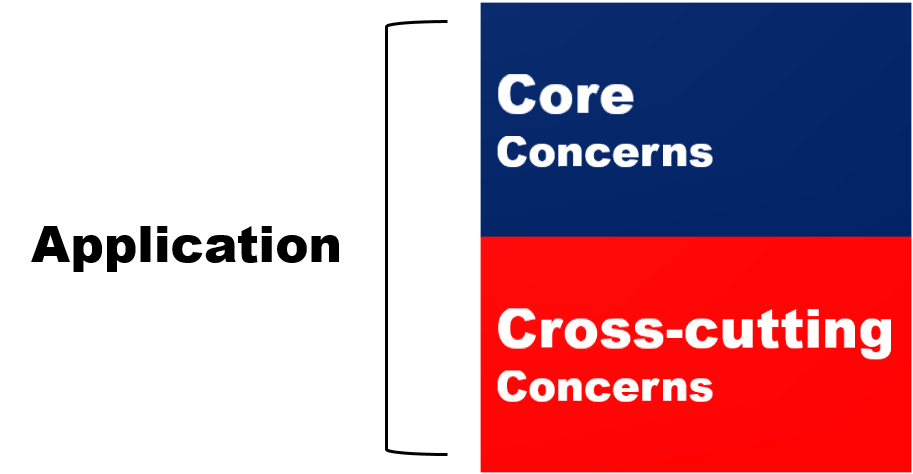 Application
Core
Concerns
Cross-cutting
Concerns